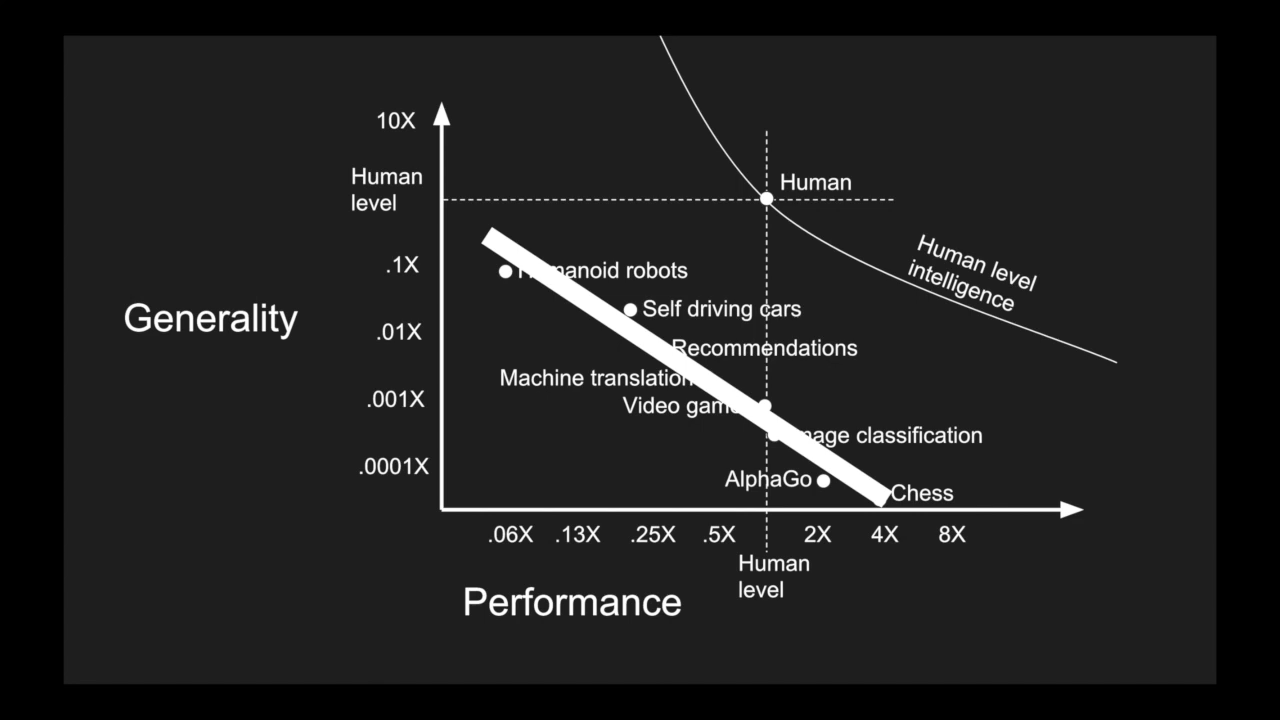 10X
Human
level
Human
.1X
Humanoid robots
Human level
intelligence
Generality
Self driving cars
.01X
Recommendations
Machine translation
.001X
Video game
Image classification
.0001X
AlphaGo
Chess
.06X .13X .25X .5X 2X 4X 8X
Human
level
Performance